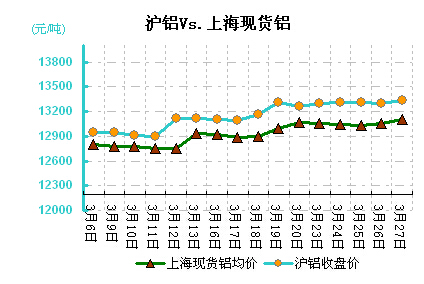 沪铝Vs.上海现货铝
(元/吨)
13800
13500
13200
12900
12600
12300
12000
3月6日
3月9日
3月10日
3月11日
3月12日
3月13日
3月16日
3月17日
3月18日
3月19日
3月20日
3月23日
3月24日
3月25日
3月26日
3月27日
上海现货铝均价 沪铝收盘价